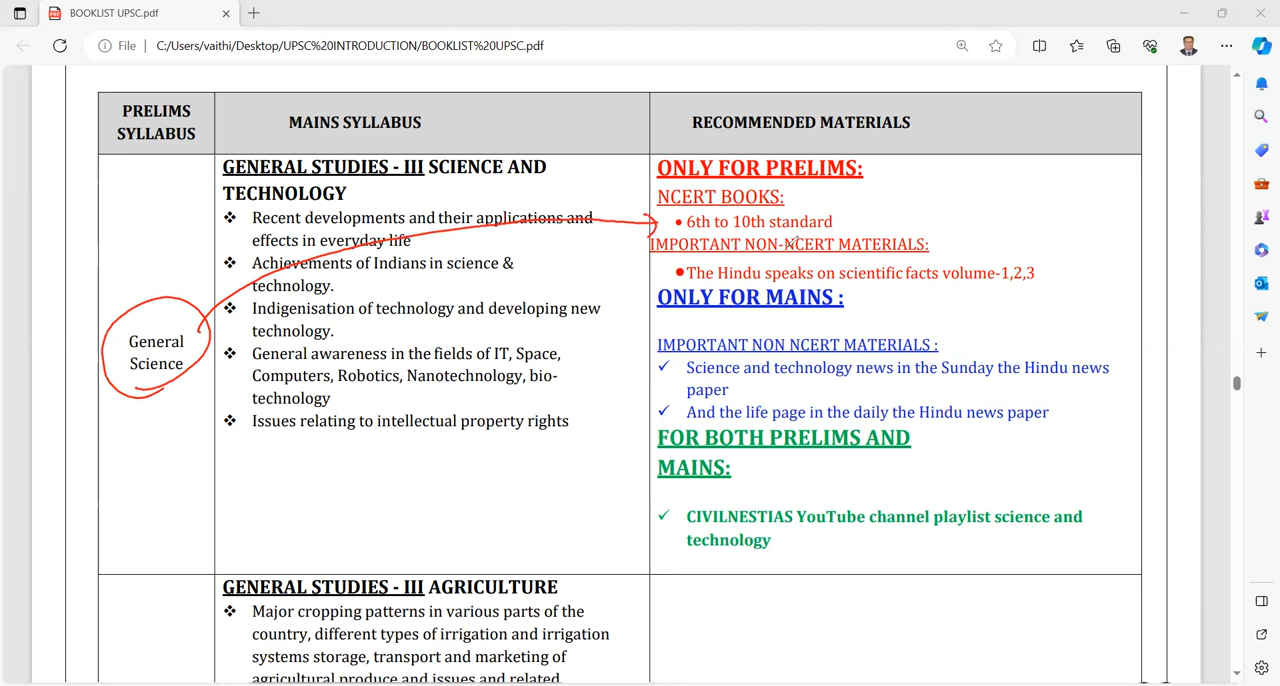 BOOKLIST UPSC.pdf
File
C:/Users/vaithi/Desktop/UPSC%20INTRODUCTION/BOOKLIST%20UPSC.pdf
PRELIMS
SYLLABUS
MAINS SYLLABUS
RECOMMENDED MATERIALS
General
Science
GENERAL STUDIES - III SCIENCE AND
TECHNOLOGY
❖ Recent developments and their applications and
effects in everyday life
❖ Achievements of Indians in science &
technology.
❖ Indigenisation of technology and developing new
technology.
❖ General awareness in the fields of IT, Space,
Computers, Robotics, Nanotechnology, bio-
technology
❖ Issues relating to intellectual property rights
ONLY FOR PRELIMS:
NCERT BOOKS:
• 6th to 10th standard
IMPORTANT NON-NCERT MATERIALS:
• The Hindu speaks on scientific facts volume-1,2,3
ONLY FOR MAINS :
IMPORTANT NON NCERT MATERIALS :
✓ Science and technology news in the Sunday the Hindu news
paper
✓ And the life page in the daily the Hindu news paper
FOR BOTH PRELIMS AND
MAINS:
✓ CIVILNESTIAS YouTube channel playlist science and
technology
GENERAL STUDIES - III AGRICULTURE
❖ Major cropping patterns in various parts of the
country, different types of irrigation and irrigation
systems storage, transport and marketing of
agricultural produce and issues and related